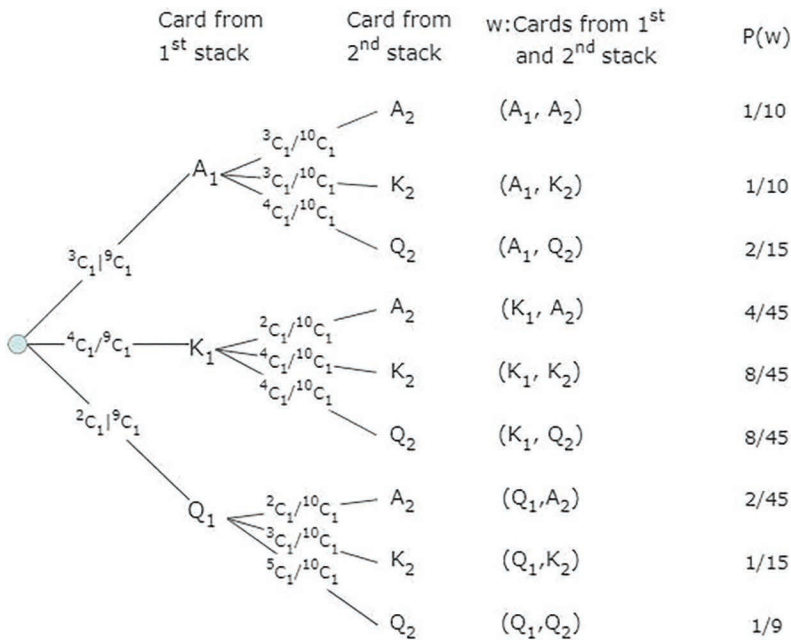 Card from Card from w:Cards from 1st P(w)
1st stack 2nd stack and 2nd stack
A2 (A1, A2) 1/10
3C1/10C1
A1 3C1/10C1 K2 (A1, K2) 1/10
4C1/10C1
Q2 (A1, Q2) 2/15
3C1|9C1
A2 (K1, A2) 4/45
2C1/10C1
4C1/9C1 K1 4C1/10C1 K2 (K1, K2) 8/45
4C1/10C1
2C1|9C1
Q2 (K1, Q2) 8/45
2C1/10C1 A2 (Q1,A2) 2/45
Q1
3C1/10C1 K2 (Q1,K2) 1/15
5C1/10C1
Q2 (Q1,Q2) 1/9